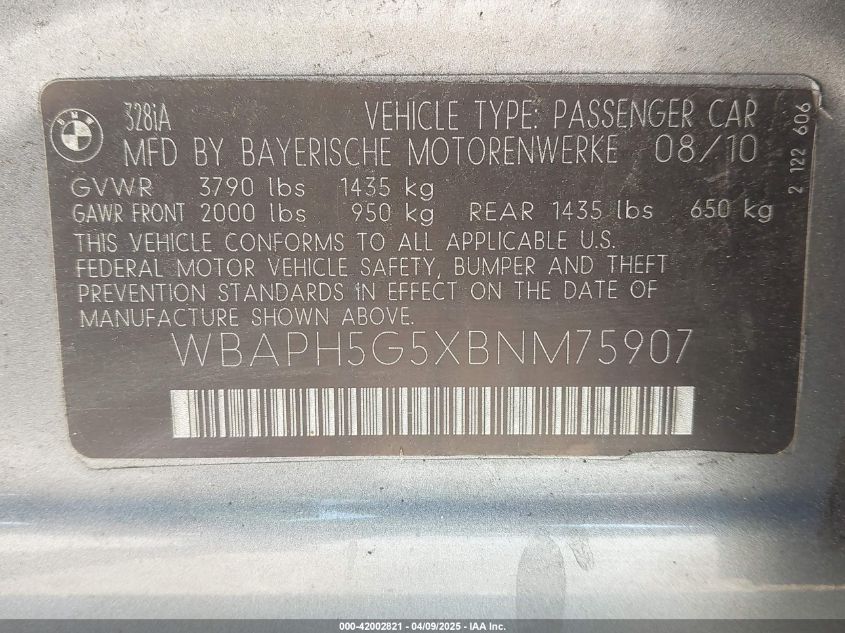 BMW
328iA VEHICLE TYPE: PASSENGER CAR
MFD BY BAYERISCHE MOTORENWERKE 08/10
GVWR 3790 lbs 1435 kg
GAWR FRONT 2000 lbs 950 kg REAR 1435 lbs 650 kg
THIS VEHICLE CONFORMS TO ALL APPLICABLE U.S.
FEDERAL MOTOR VEHICLE SAFETY, BUMPER AND THEFT
PREVENTION STANDARDS IN EFFECT ON THE DATE OF
MANUFACTURE SHOWN ABOVE.
WBAPH5G5XBNM75907
2 122 606
000-42002821 - 04/09/2025 - IAA Inc.